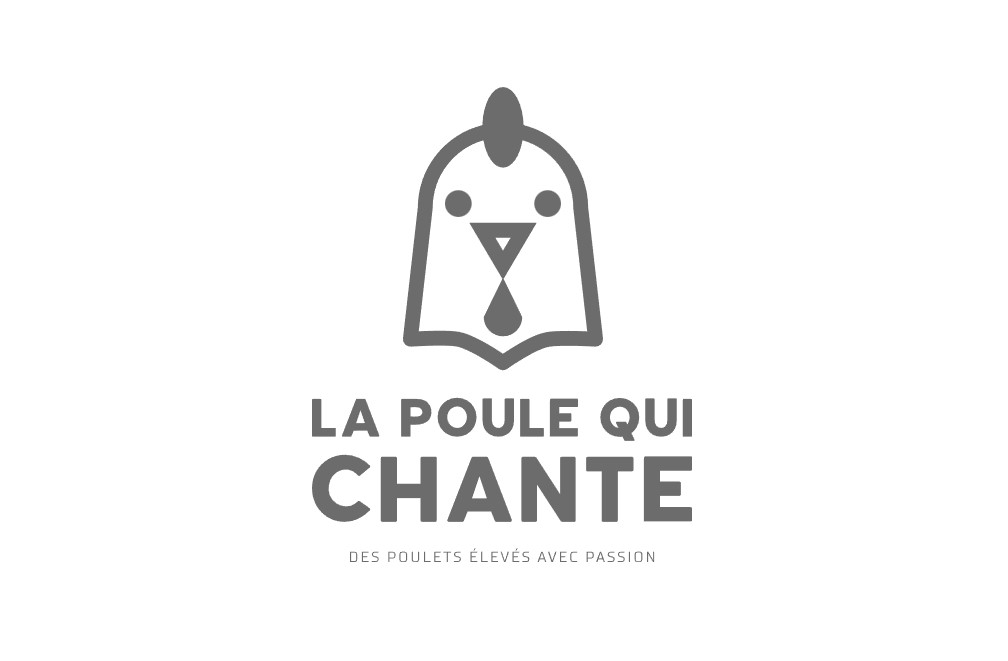 LA POULE QUI
CHANTE
DES POULETS ÉLEVÉS AVEC PASSION